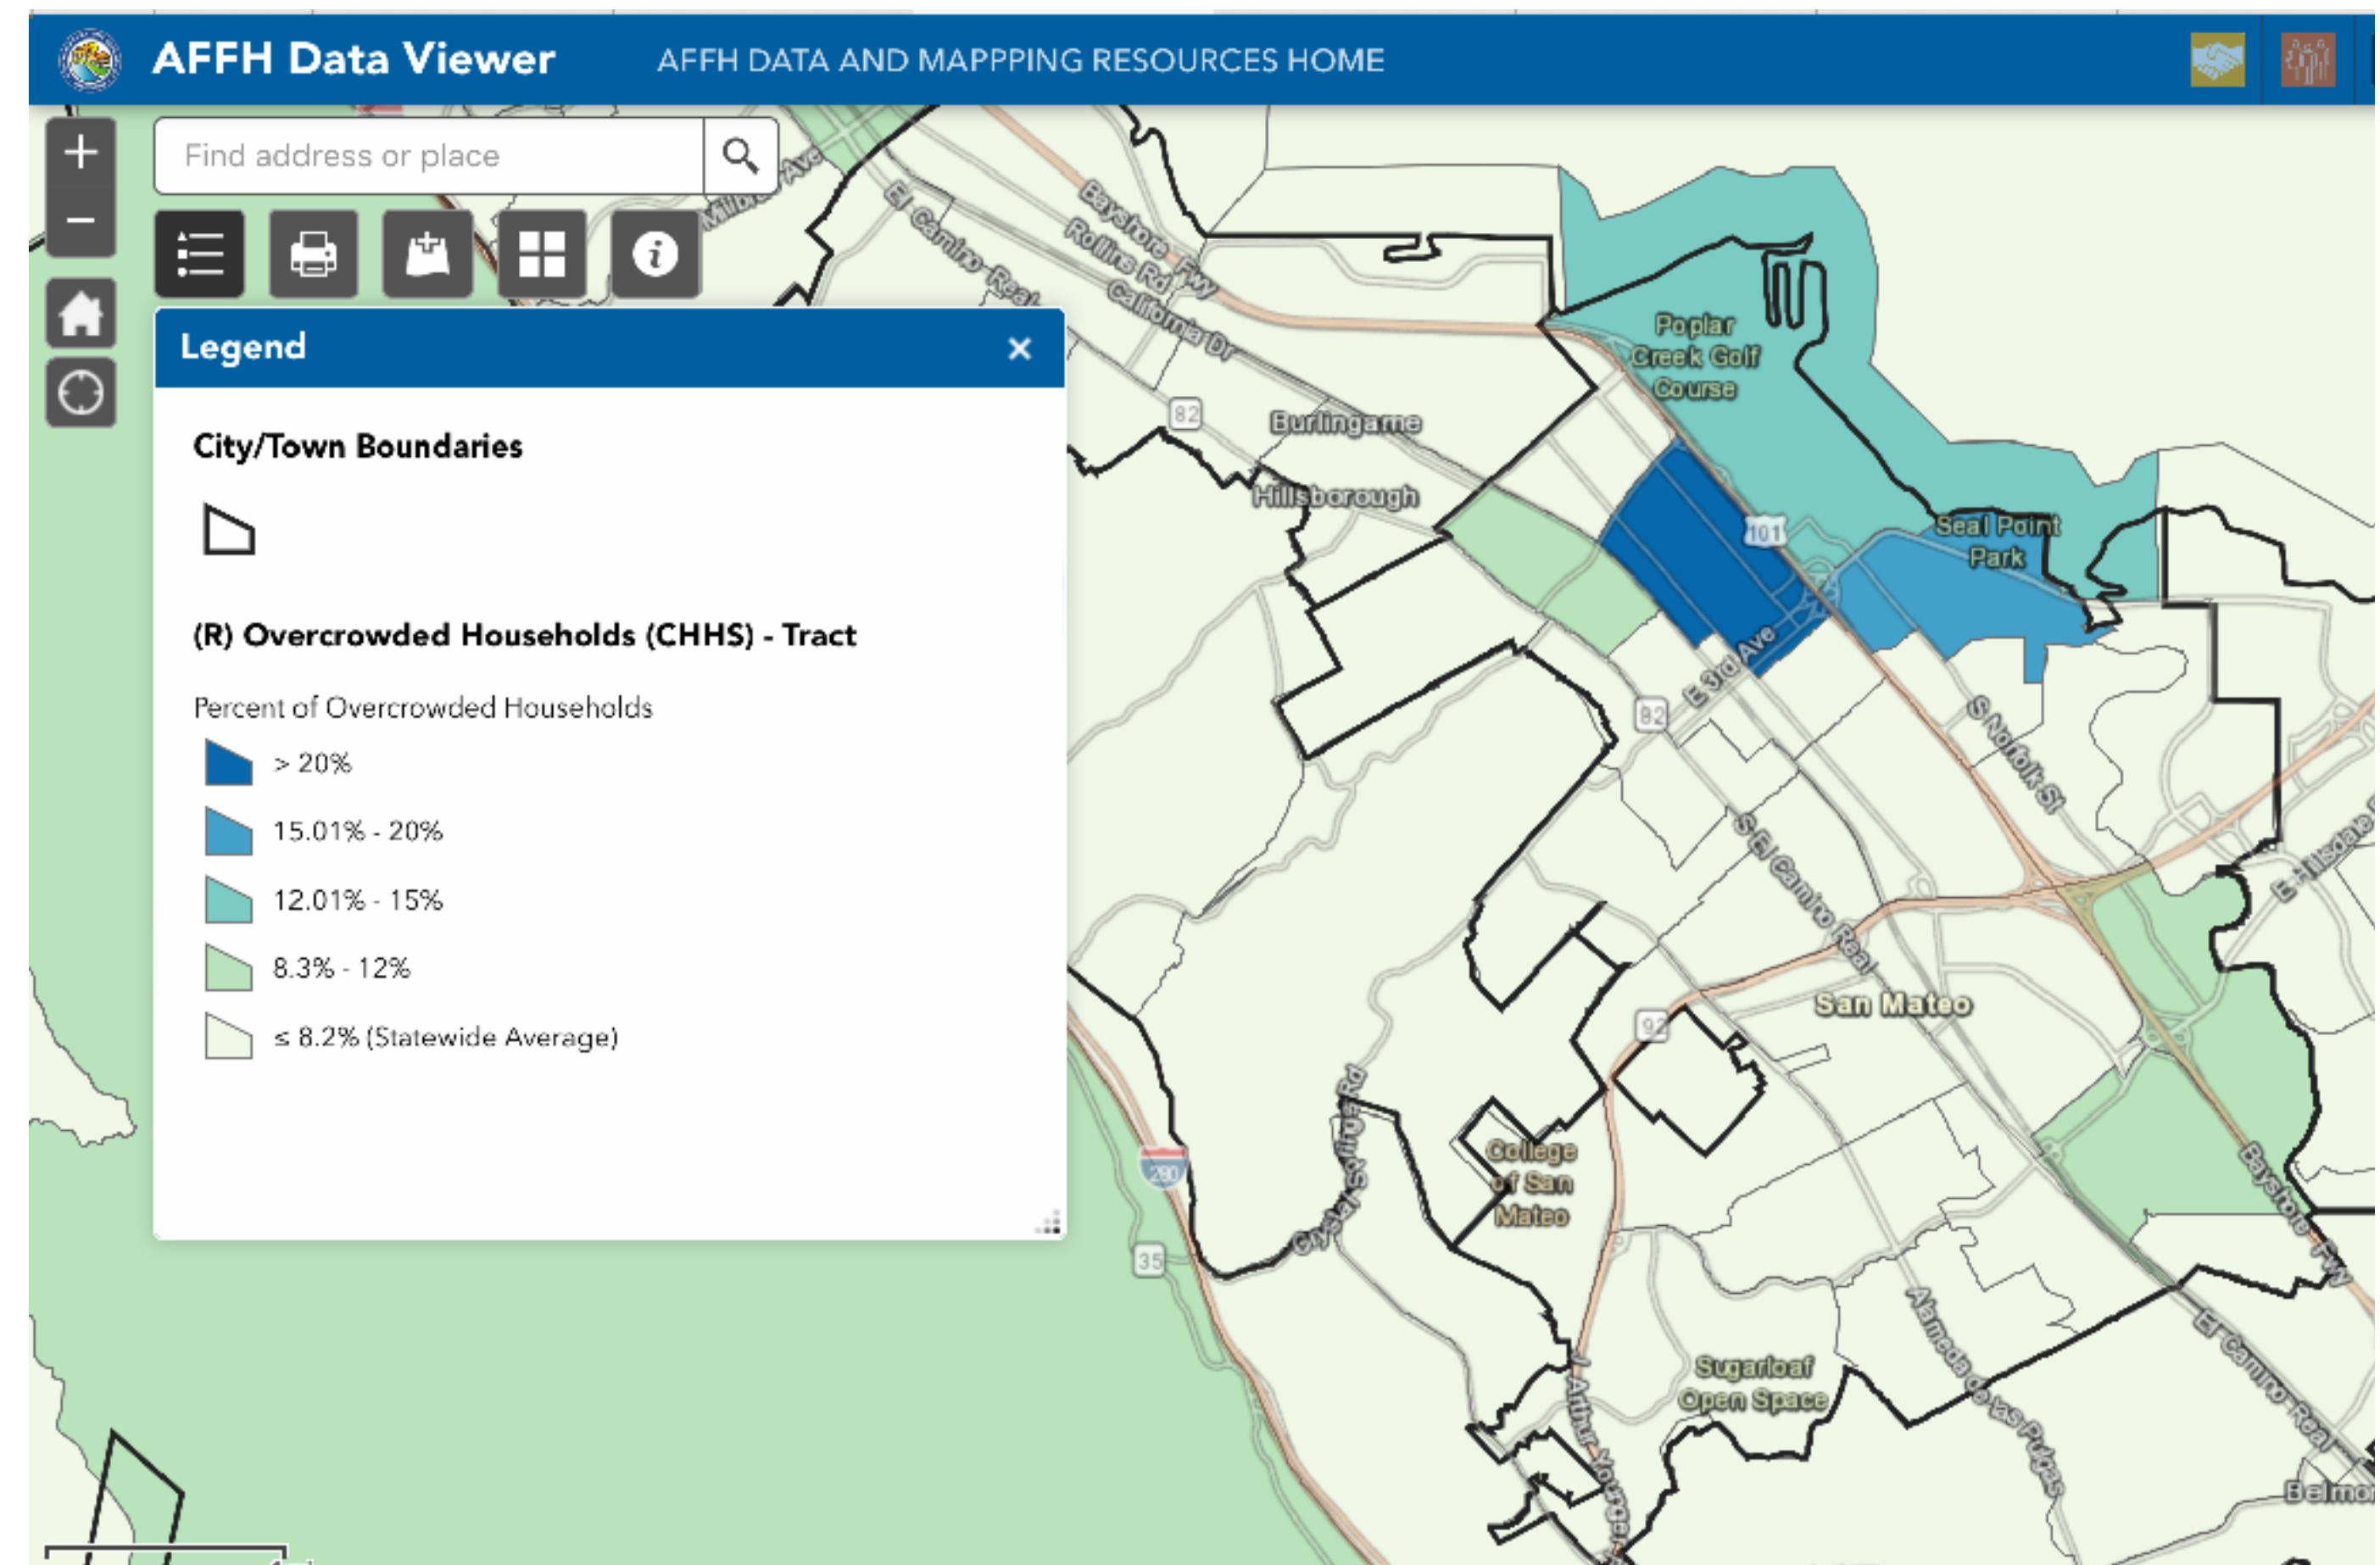 AFFH Data Viewer
AFFH DATA AND MAPPPING RESOURCES HOME
+
Find address or place
−
Legend
×
City/Town Boundaries
(R) Overcrowded Households (CHHS) - Tract
Percent of Overcrowded Households
> 20%
15.01% - 20%
12.01% - 15%
8.3% - 12%
≤ 8.2% (Statewide Average)
Ave
El Camino Real
Bayshore Fwy
Rollins Rd
California Dr
82
Burlingame
Hillsborough
Poplar
Creek Golf
Course
101
Seal Point
Park
E 3rd Ave
82
S Norfolk St
S El Camino Real
E Hillsdale
San Mateo
92
280
35
College
of San
Mateo
Bayshore Fwy
Sugarloaf
Open Space
Alameda de las Pulgas
El Camino Real